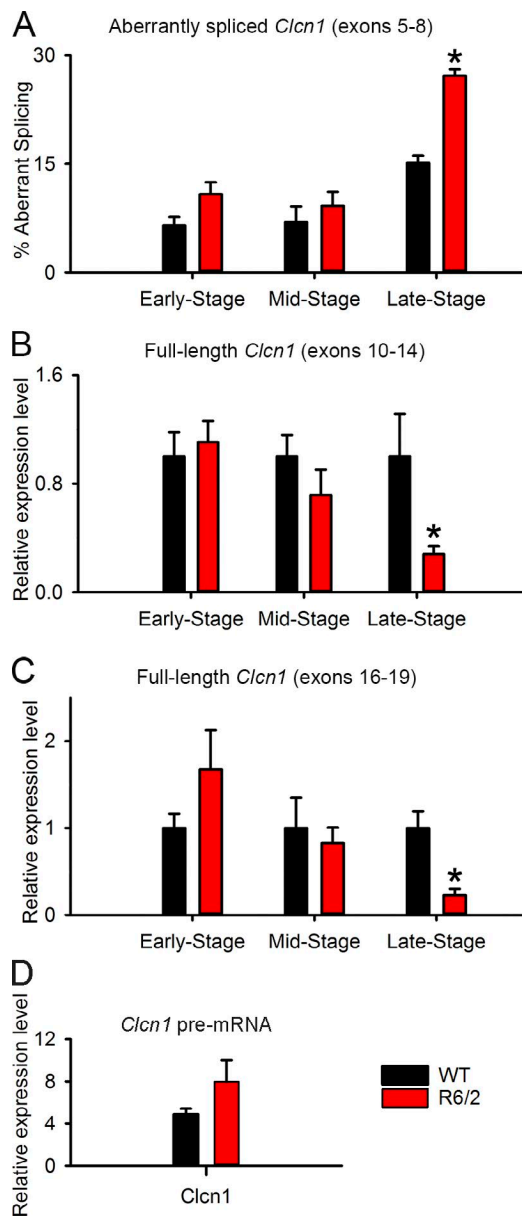 A
Aberrantly spliced Clcn1 (exons 5-8)
% Aberrant Splicing
30
15
0
*
Early-Stage Mid-Stage Late-Stage
B
Full-length Clcn1 (exons 10-14)
Relative expression level
1.6
0.8
0.0
*
Early-Stage Mid-Stage Late-Stage
C
Full-length Clcn1 (exons 16-19)
Relative expression level
2
1
0
*
Early-Stage Mid-Stage Late-Stage
D
Clcn1 pre-mRNA
Relative expression level
12
8
4
0
Clcn1
WT
R6/2